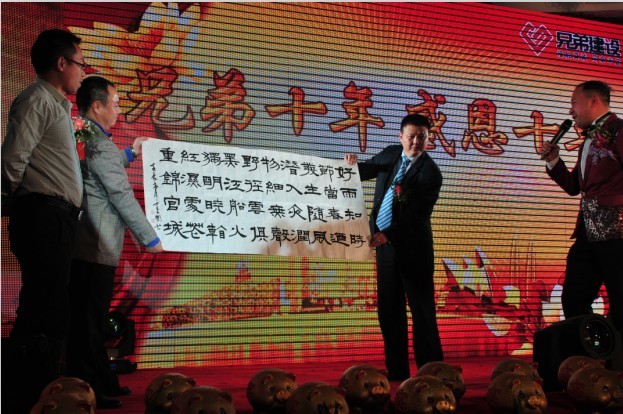 兄弟建设
兄弟十年 感恩十
好雨知時
節當春迺
發生隨風
潛入夜潤
物細無聲
野徑雲俱
黑江船火
獨明曉看
紅濕處花
重錦官城